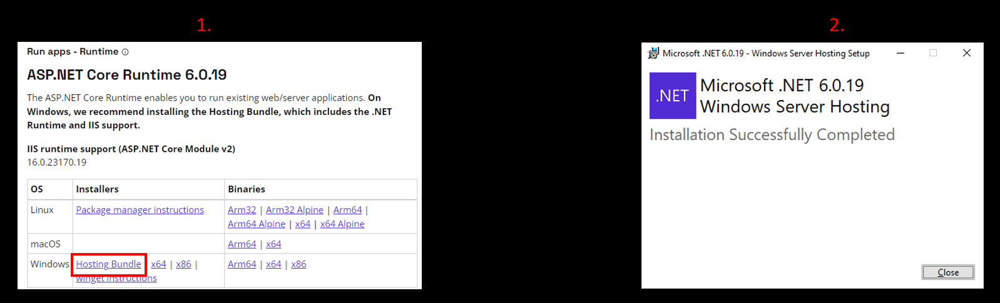 1.
Run apps - Runtime
ASP.NET Core Runtime 6.0.19
The ASP.NET Core Runtime enables you to run existing web/server applications. On
Windows, we recommend installing the Hosting Bundle, which includes the .NET
Runtime and IIS support.
IIS runtime support (ASP.NET Core Module v2)
16.0.23170.19
OS Installers Binaries
Linux Package manager instructions Arm32 | Arm32 Alpine | Arm64 |
Arm64 Alpine | x64 | x64 Alpine
macOS Arm64 | x64
Windows Hosting Bundle x64 | x86 | Arm64 | x64 | x86
winget instructions
2.
Microsoft .NET 6.0.19 - Windows Server Hosting Setup
.NET
Microsoft .NET 6.0.19
Windows Server Hosting
Installation Successfully Completed
Close